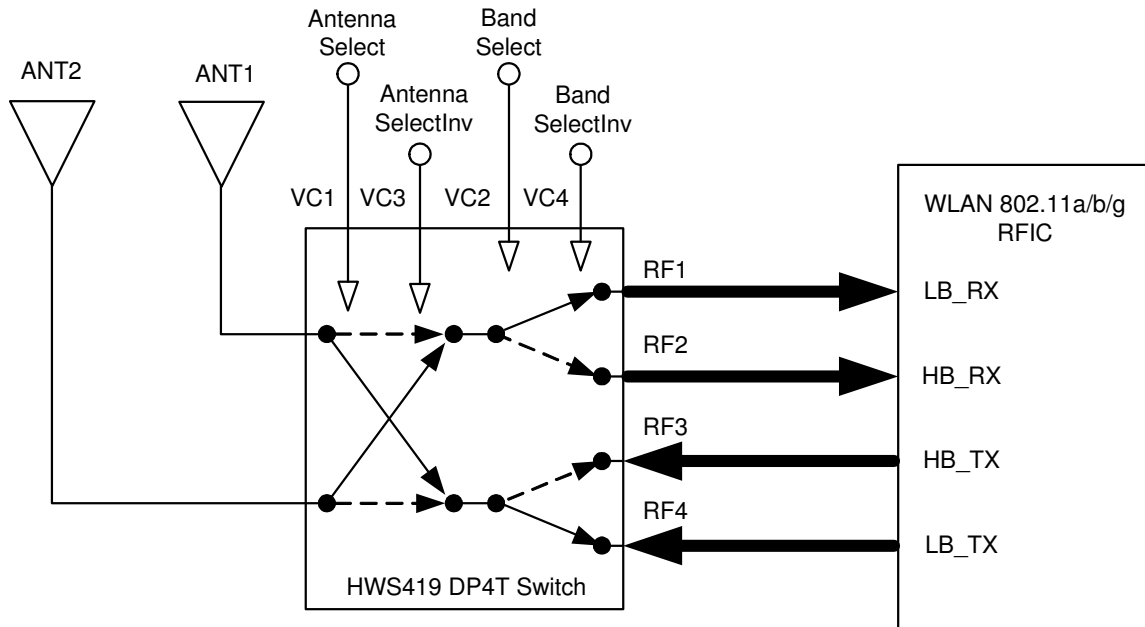 Antenna
Select
Band
Select
ANT2
ANT1
Antenna
SelectInv
Band
SelectInv
VC1
VC3
VC2
VC4
WLAN 802.11a/b/g
RFIC
RF1
LB_RX
RF2
HB_RX
RF3
HB_TX
RF4
LB_TX
HWS419 DP4T Switch